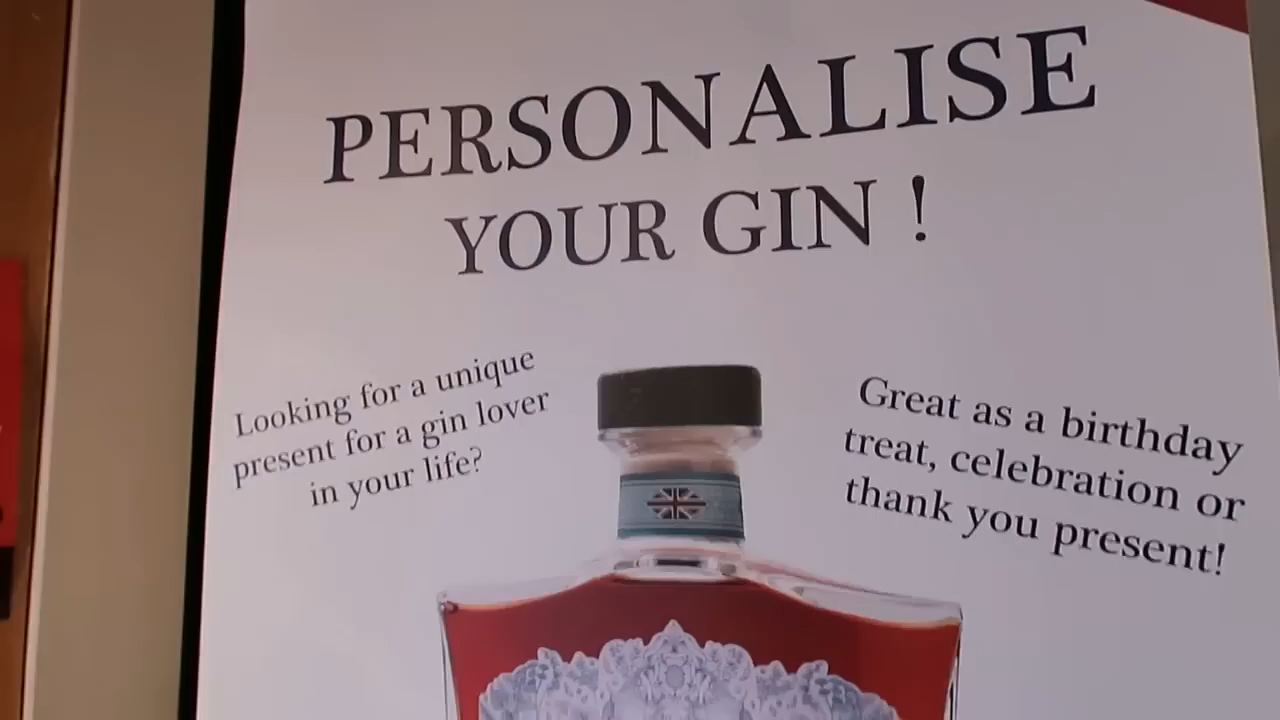 PERSONALISE
YOUR GIN !
Looking for a unique
present for a gin lover
in your life?
Great as a birthday
treat, celebration or
thank you present!